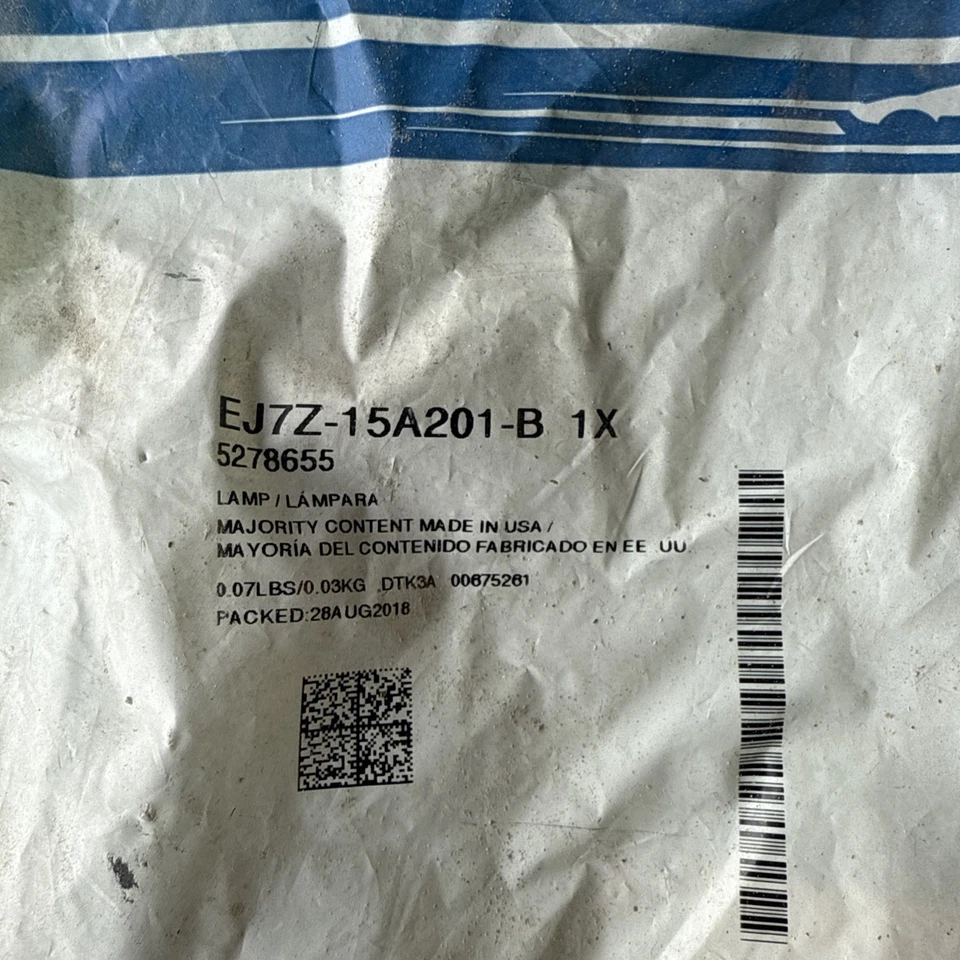 EJ7Z-15A201-B 1X
5278655
LAMP / LÁMPARA
MAJORITY CONTENT MADE IN USA /
MAYORÍA DEL CONTENIDO FABRICADO EN EE. UU.
0.07LBS/0.03KG DTK3A 00675261
PACKED:28AUG2018